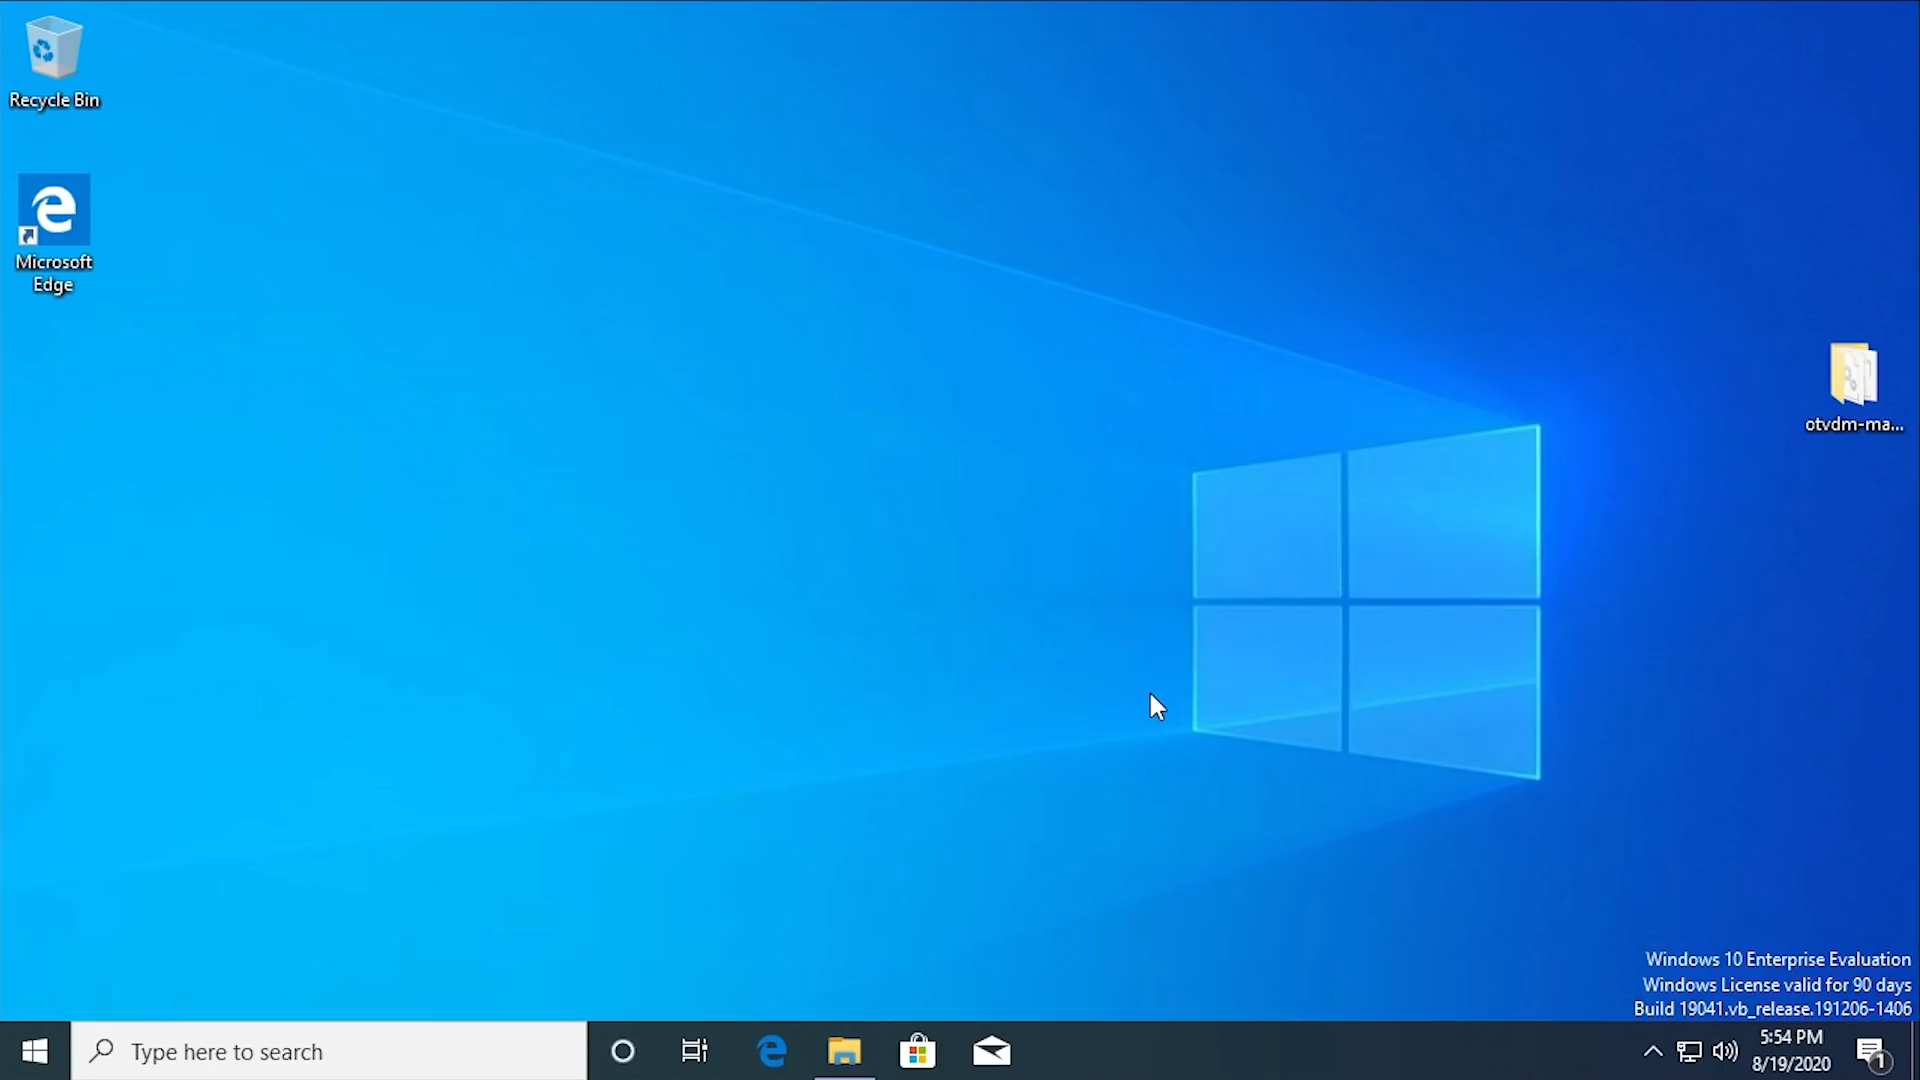 Recycle Bin
Microsoft
Edge
otvdm-ma...
Windows 10 Enterprise Evaluation
Windows License valid for 90 days
Build 19041.vb_release.191206-1406
Type here to search
5:54 PM
8/19/2020
1